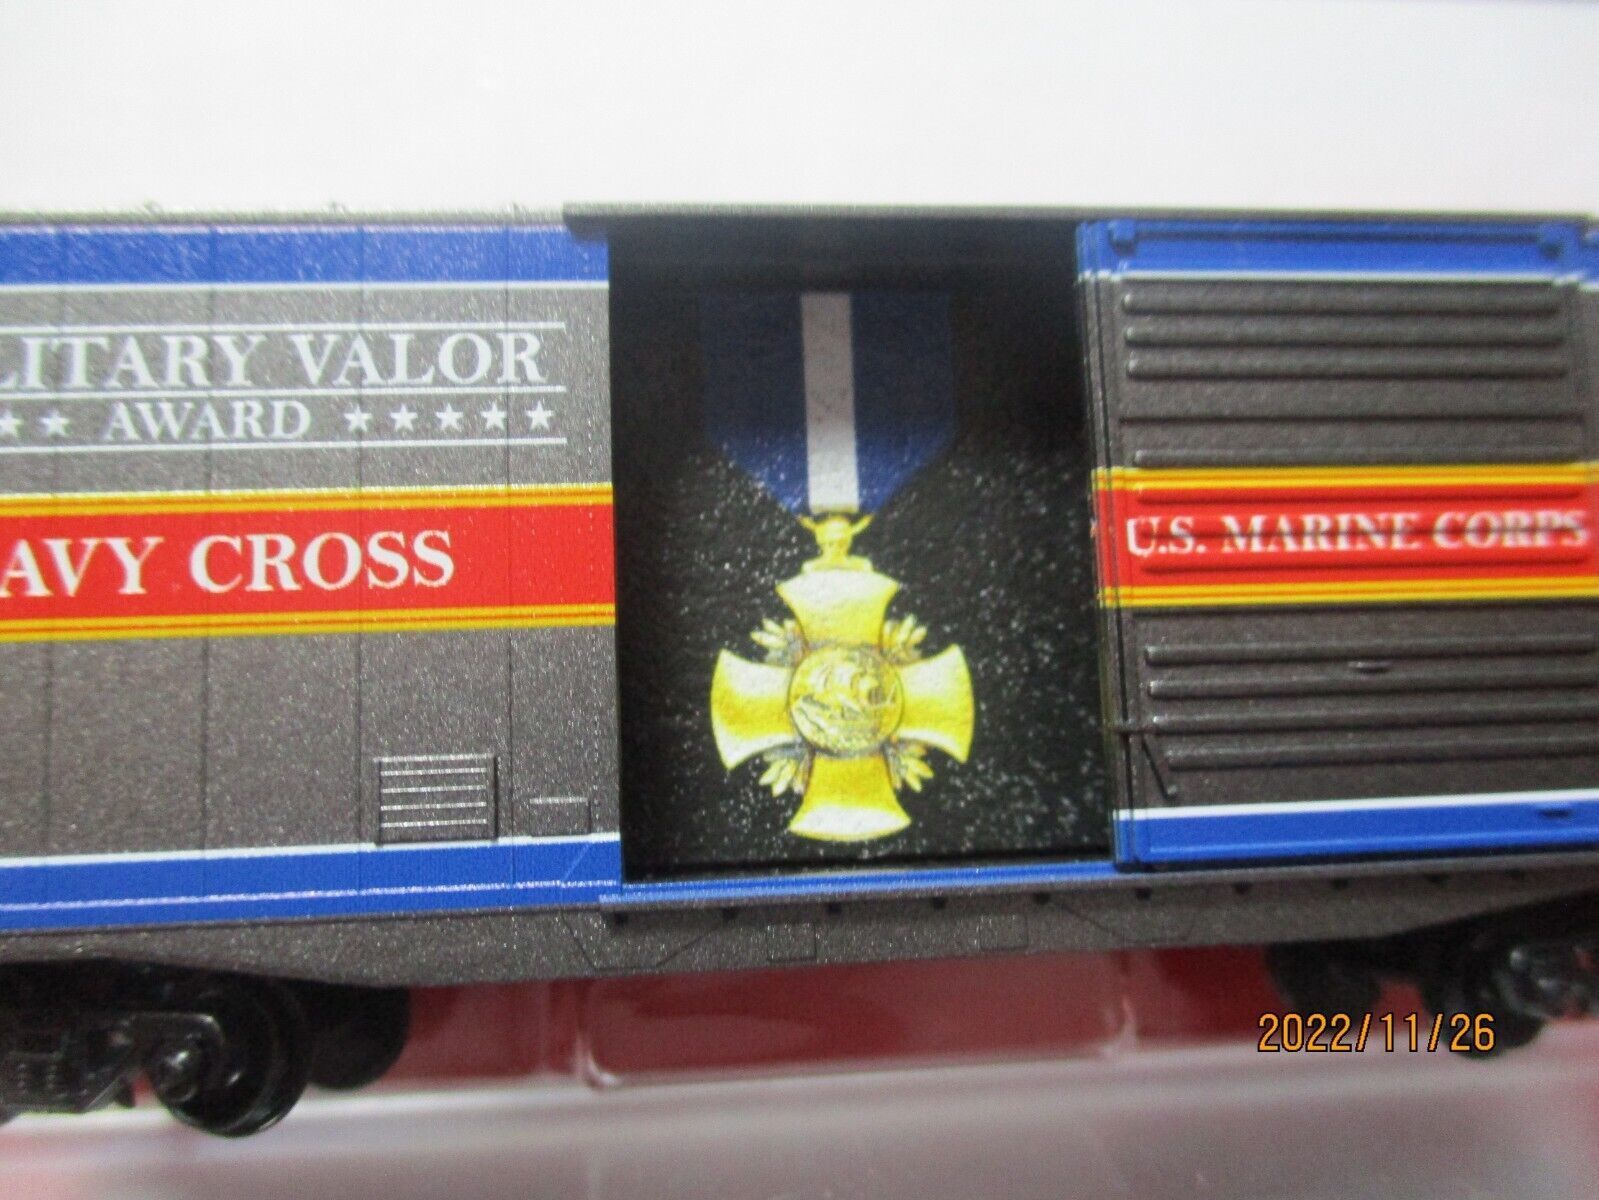 LITARY VALOR
★★ AWARD ★★★★★
AVY CROSS
U.S. MARINE CORPS
2022/11/26